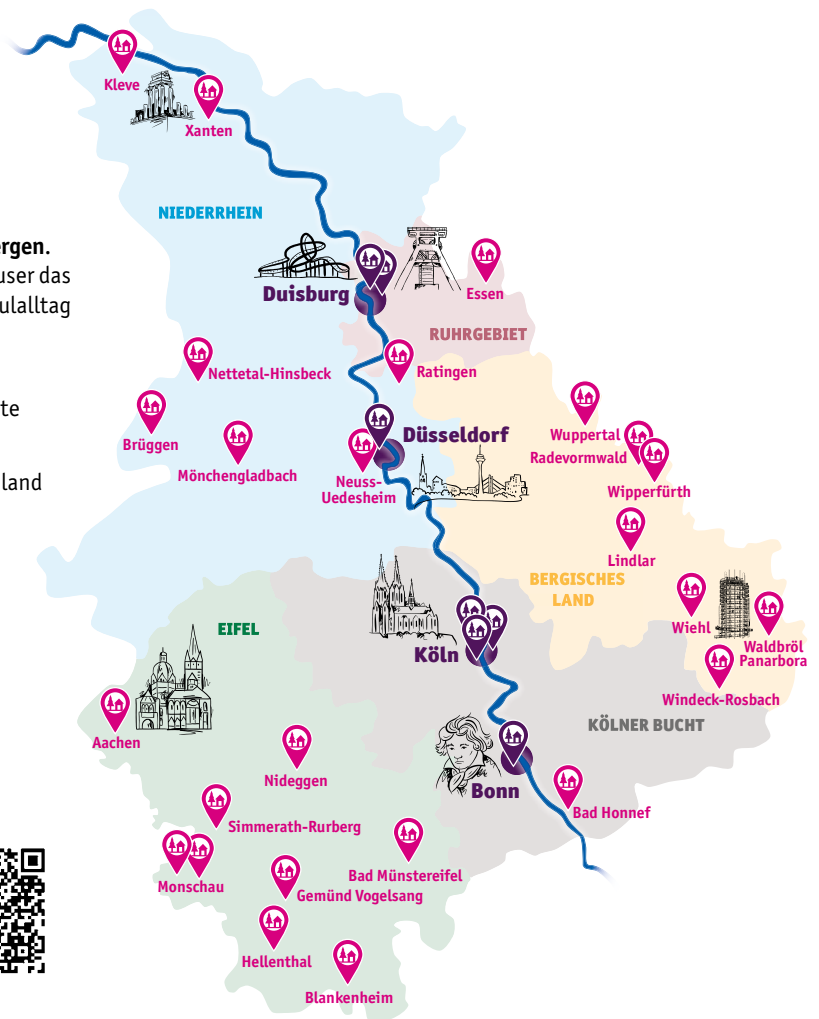 Kleve
Xanten
NIEDERRHEIN
ergen.
user das
ulalltag
Duisburg
Essen
RUHRGEBIET
Nettetal-Hinsbeck
Ratingen
te
Brüggen
Mönchengladbach
Neuss-
Uedesheim
Düsseldorf
Wuppertal
Radevormwald
Wipperfürth
land
Lindlar
BERGISCHES
LAND
EIFEL
Köln
Wiehl
Waldbröl
Panarbora
Windeck-Rosbach
KÖLNER BUCHT
Aachen
Nideggen
Bonn
Bad Honnef
Simmerath-Rurberg
Monschau
Bad Münstereifel
Gemünd Vogelsang
Hellenthal
Blankenheim